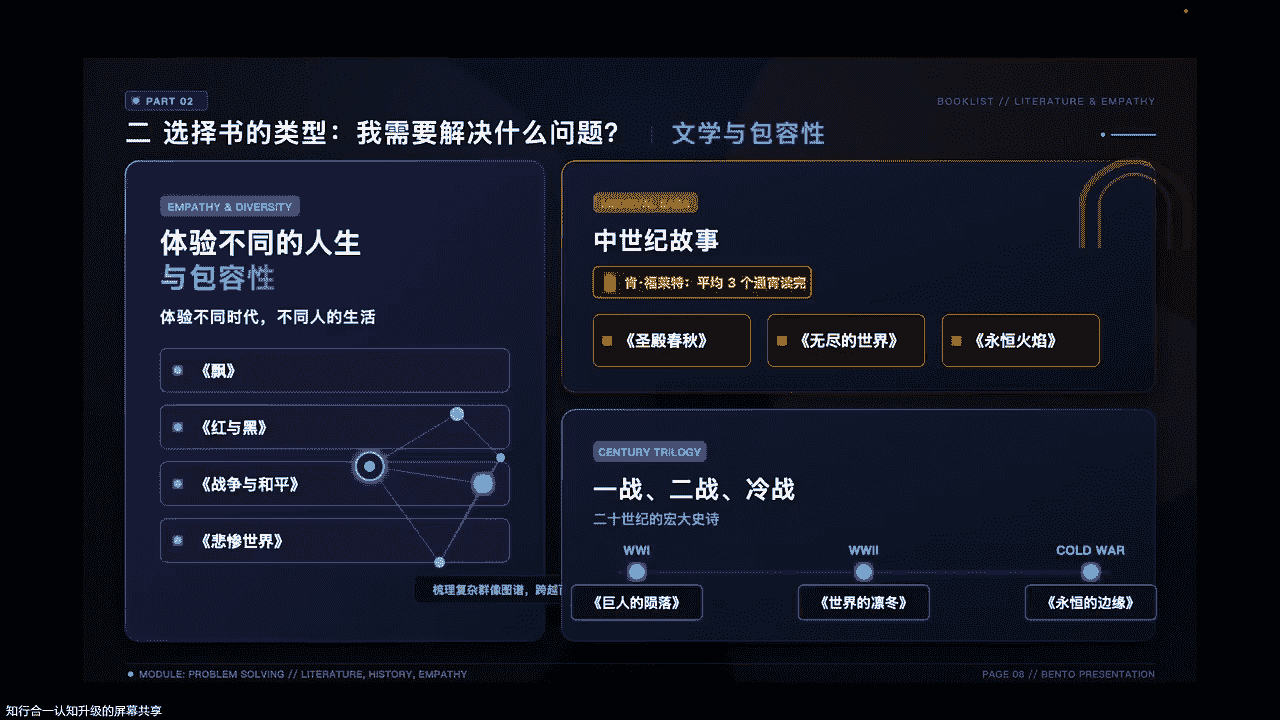 PART 02
BOOKLIST // LITERATURE & EMPATHY
二 选择书的类型：我需要解决什么问题？ 文学与包容性
EMPATHY & DIVERSITY
体验不同的人生
与包容性
体验不同时代，不同人的生活
《飘》
《红与黑》
《战争与和平》
《悲惨世界》
梳理复杂群像图谱，跨越
中世纪故事
肯·福莱特：平均 3 个通宵读完
《圣殿春秋》
《无尽的世界》
《永恒火焰》
CENTURY TRILOGY
一战、二战、冷战
二十世纪的宏大史诗
WWI
WWII
COLD WAR
《巨人的陨落》
《世界的凛冬》
《永恒的边缘》
MODULE: PROBLEM SOLVING // LITERATURE, HISTORY, EMPATHY
PAGE 08 // BENTO PRESENTATION
知行合一认知升级的屏幕共享